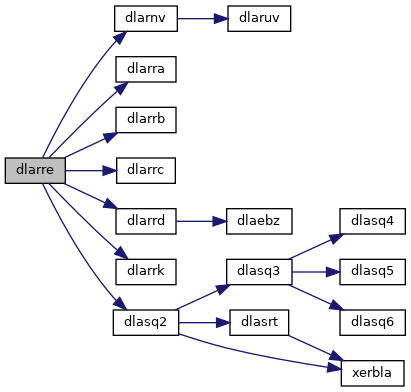 dlarnv
dlaruv
dlarra
dlarrb
dlarre
dlarrc
dlarrd
dlaebz
dlasq4
dlarrk
dlasq3
dlasq5
dlasq2
dlasrt
dlasq6
xerbla